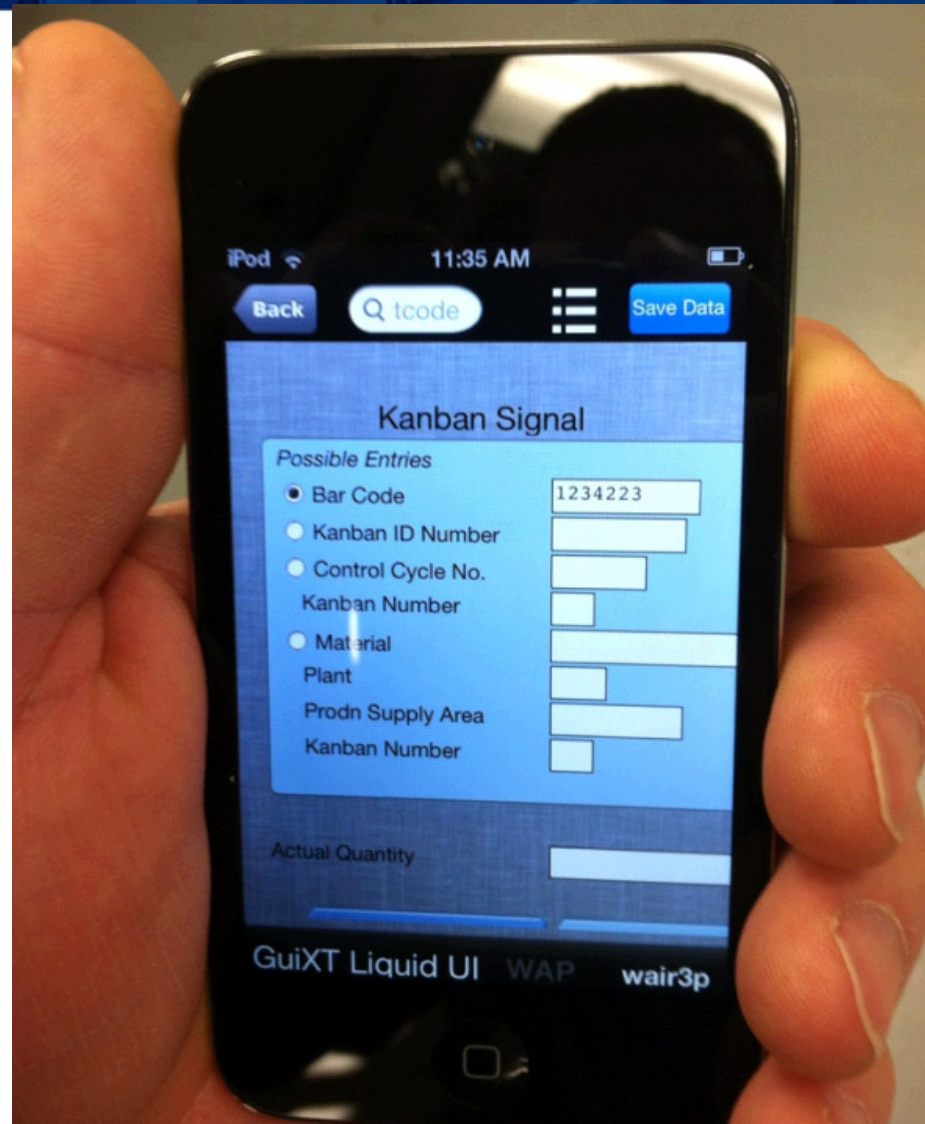 iPod 11:35 AM
Back tcode Save Data
Kanban Signal
Possible Entries
Bar Code 1234223
Kanban ID Number
Control Cycle No.
Kanban Number
Material
Plant
Prodn Supply Area
Kanban Number
Actual Quantity
GuiXT Liquid UI WAP wair3p